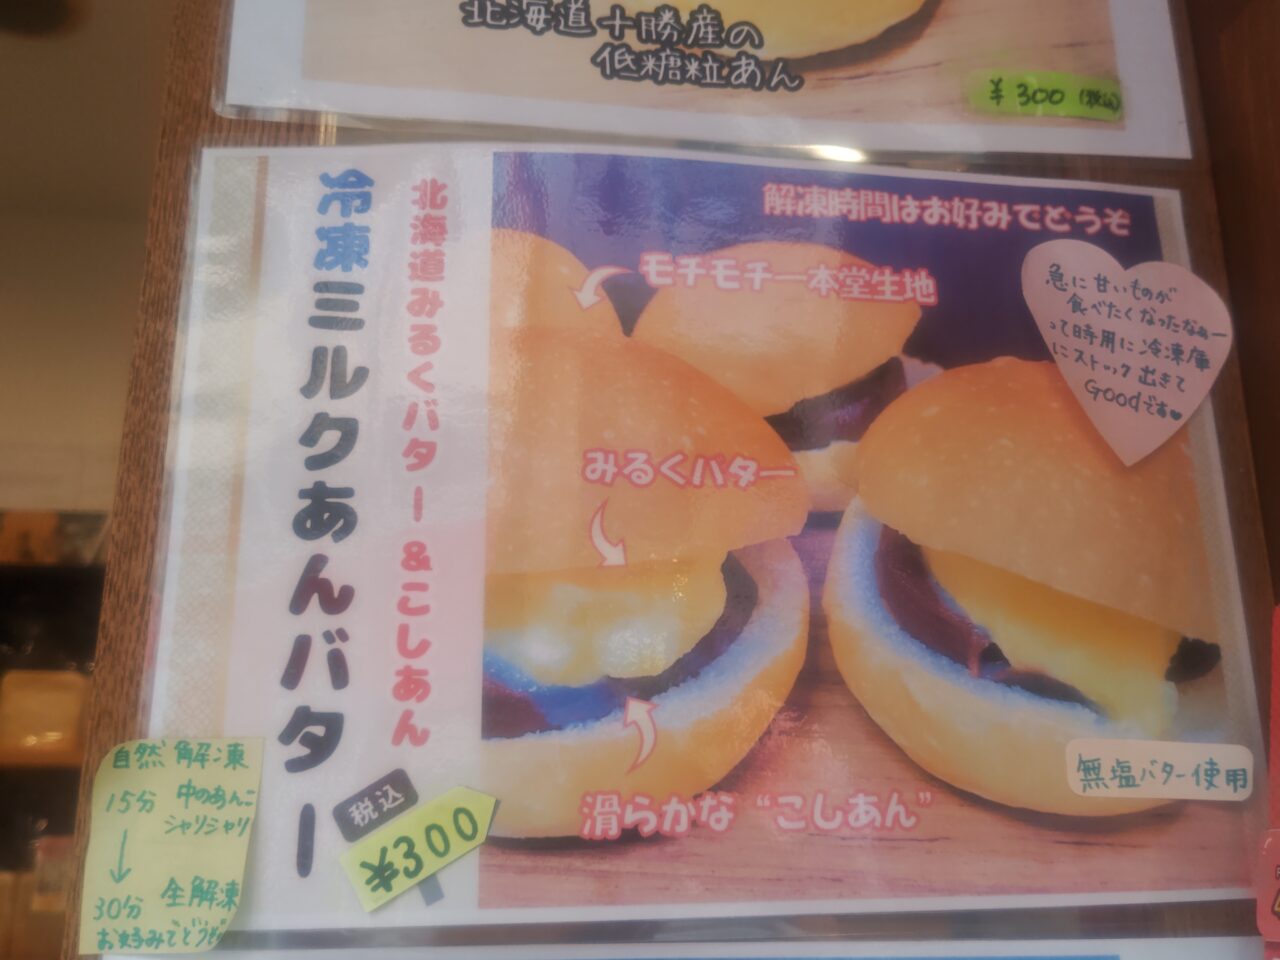 北海道十勝産の
低糖粒あん
¥300(税込)
冷凍ミルクあんバター
北海道みるくバター&こしあん
解凍時間はお好みでどうぞ
モチモチ一本堂生地
みるくバター
滑らかな“こしあん”
急に甘いものが
食べたくなったなぁー
って時用に冷凍庫
にストック出きて
Goodです♥
無塩バター使用
税込
¥300
自然解凍
15分 中のあんこ
シャリシャリ
↓
30分 全解凍
お好みでどうぞ